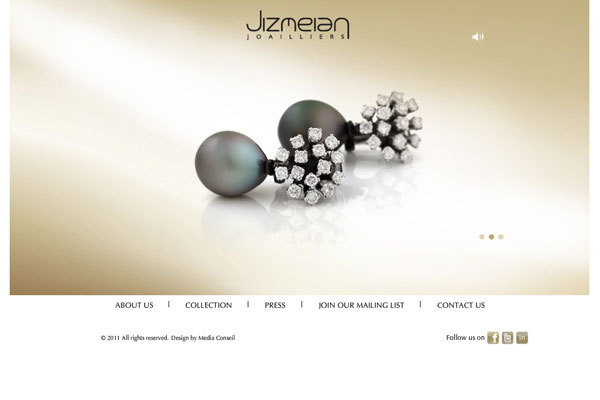 Jizmeian
JOAILLIERS
ABOUT US | COLLECTION | PRESS | JOIN OUR MAILING LIST | CONTACT US
© 2011 All rights reserved. Design by Media Conseil
Follow us on